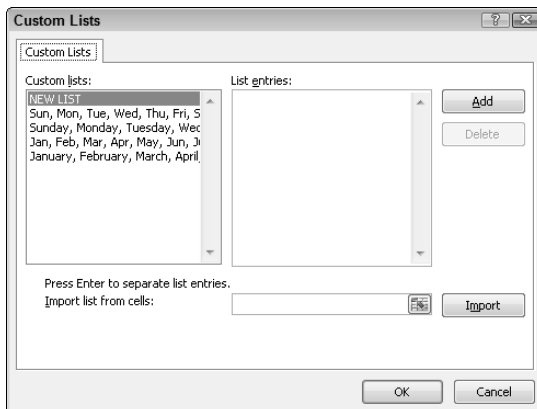 Custom Lists
Custom Lists
Custom lists:
List entries:
NEW LIST
Sun, Mon, Tue, Wed, Thu, Fri, S
Sunday, Monday, Tuesday, Wed
Jan, Feb, Mar, Apr, May, Jun, J
January, February, March, April,
Add
Delete
Press Enter to separate list entries.
Import list from cells:
Import
OK
Cancel